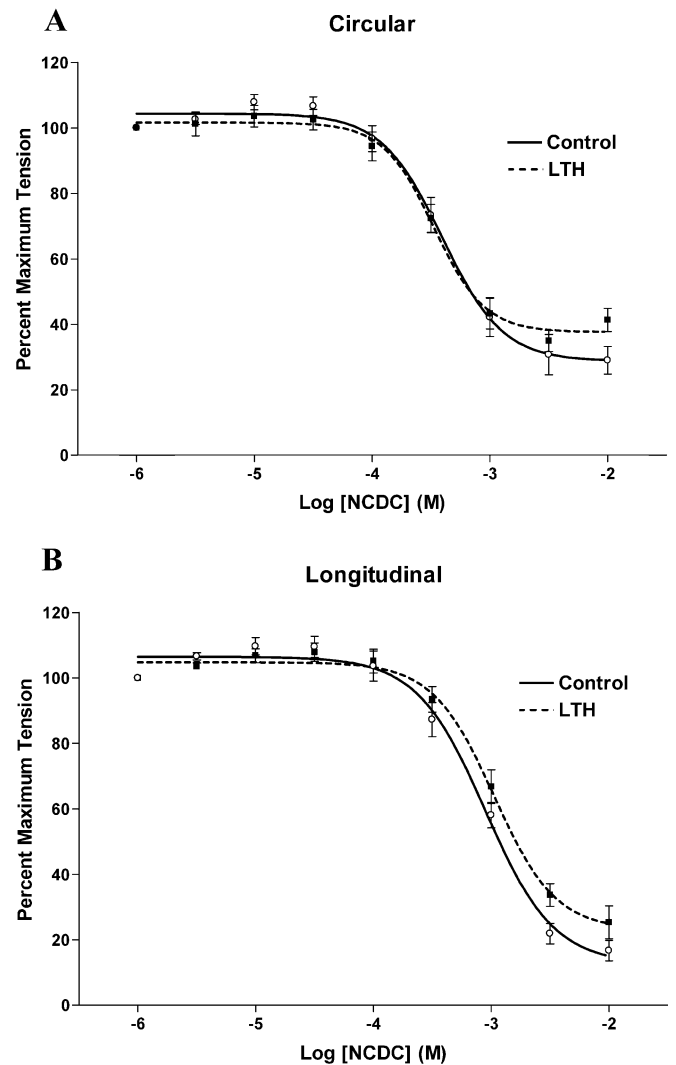 A
Circular
120
100
80
60
40
20
0
Percent Maximum Tension
Control
LTH
-6 -5 -4 -3 -2
Log [NCDC] (M)
B
Longitudinal
120
100
80
60
40
20
0
Percent Maximum Tension
Control
LTH
-6 -5 -4 -3 -2
Log [NCDC] (M)